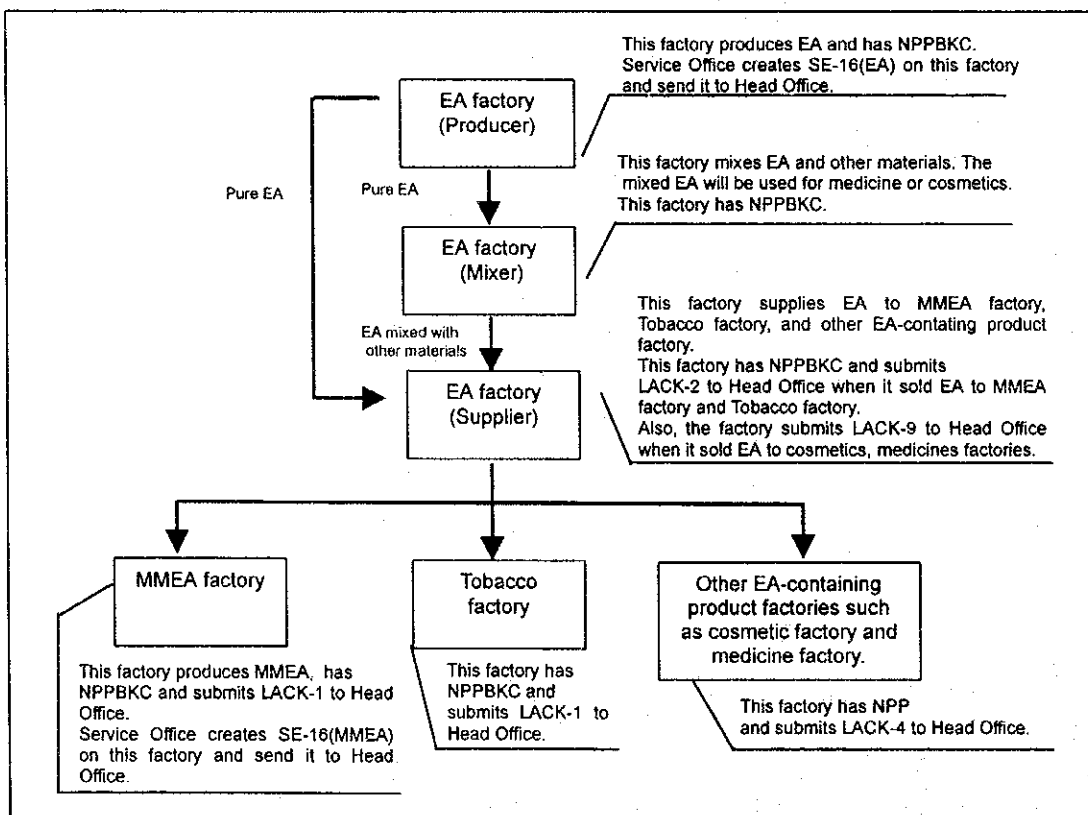 This factory produces EA and has NPPBKC.
Service Office creates SE-16(EA) on this factory
and send it to Head Office.
EA factory
(Producer)
Pure EA
Pure EA
This factory mixes EA and other materials. The
mixed EA will be used for medicine or cosmetics.
This factory has NPPBKC.
EA factory
(Mixer)
EA mixed with
other materials
This factory supplies EA to MMEA factory,
Tobacco factory, and other EA-contating product
factory.
This factory has NPPBKC and submits
LACK-2 to Head Office when it sold EA to MMEA
factory and Tobacco factory.
Also, the factory submits LACK-9 to Head Office
when it sold EA to cosmetics, medicines factories.
EA factory
(Supplier)
MMEA factory
Tobacco
factory
Other EA-containing
product factories such
as cosmetic factory and
medicine factory.
This factory produces MMEA, has
NPPBKC and submits LACK-1 to Head
Office.
Service Office creates SE-16(MMEA)
on this factory and send it to Head
Office.
This factory has
NPPBKC and
submits LACK-1 to
Head Office.
This factory has NPP
and submits LACK-4 to Head Office.